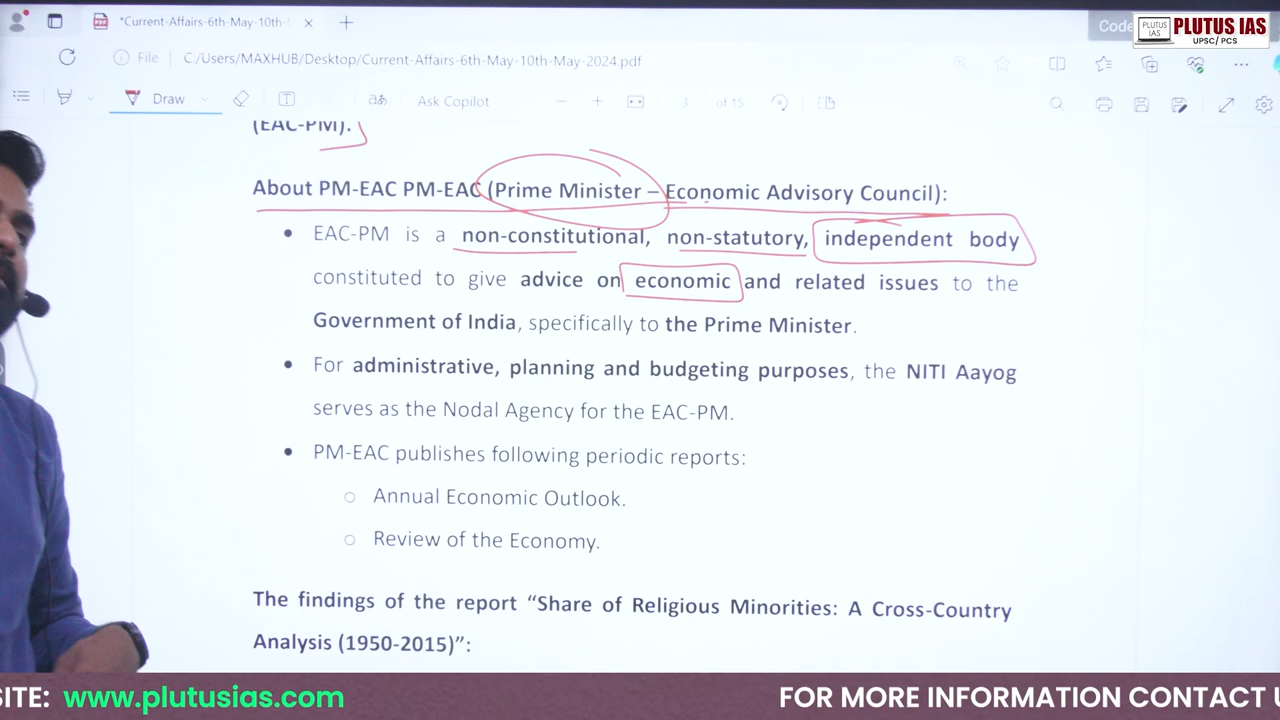 *Current-Affairs-6th-May-10th-
Code
PLUTUS IAS
PLUTUS IAS
UPSC/ PCS
File C:/Users/MAXHUB/Desktop/Current-Affairs-6th-May-10th-May-2024.pdf
Draw Ask Copilot 3 of 15
(EAC-PM).
About PM-EAC PM-EAC (Prime Minister – Economic Advisory Council):
• EAC-PM is a non-constitutional, non-statutory, independent body
constituted to give advice on economic and related issues to the
Government of India, specifically to the Prime Minister.
• For administrative, planning and budgeting purposes, the NITI Aayog
serves as the Nodal Agency for the EAC-PM.
• PM-EAC publishes following periodic reports:
○ Annual Economic Outlook.
○ Review of the Economy.
The findings of the report “Share of Religious Minorities: A Cross-Country
Analysis (1950-2015)”:
SITE: www.plutusias.com FOR MORE INFORMATION CONTACT U